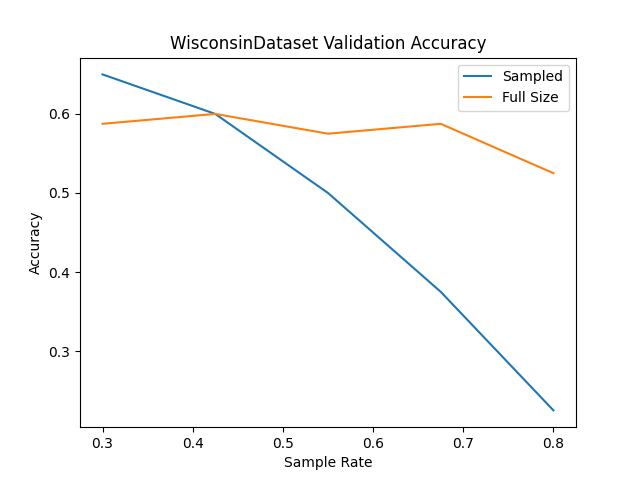 WisconsinDataset Validation Accuracy
Sampled
Full Size
Accuracy
0.6
0.5
0.4
0.3
0.3 0.4 0.5 0.6 0.7 0.8
Sample Rate